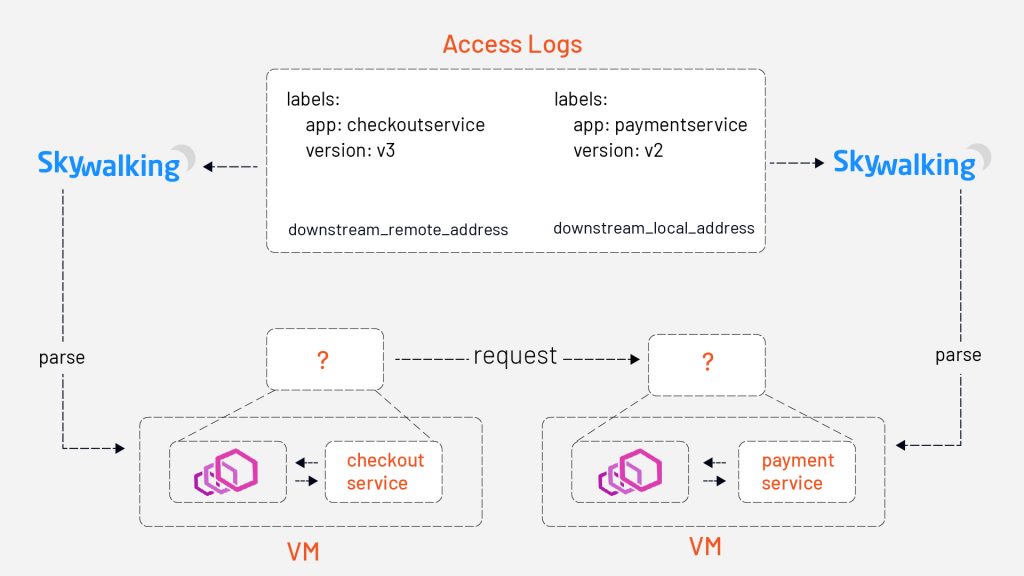 Access Logs
labels:
app: checkoutservice
version: v3
labels:
app: paymentservice
version: v2
downstream_remote_address
downstream_local_address
Skywalking
Skywalking
parse
parse
?
request
?
checkout
service
payment
service
VM
VM